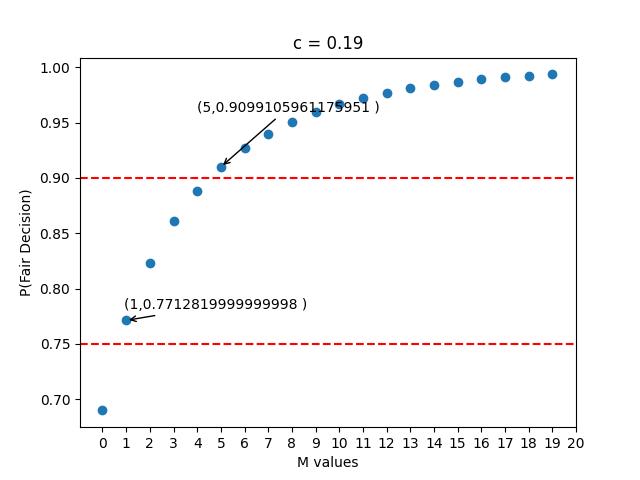 c = 0.19
1.00
0.95
0.90
0.85
0.80
0.75
0.70
P(Fair Decision)
(5,0.9099105961175951 )
(1,0.7712819999999998 )
0 1 2 3 4 5 6 7 8 9 10 11 12 13 14 15 16 17 18 19 20
M values